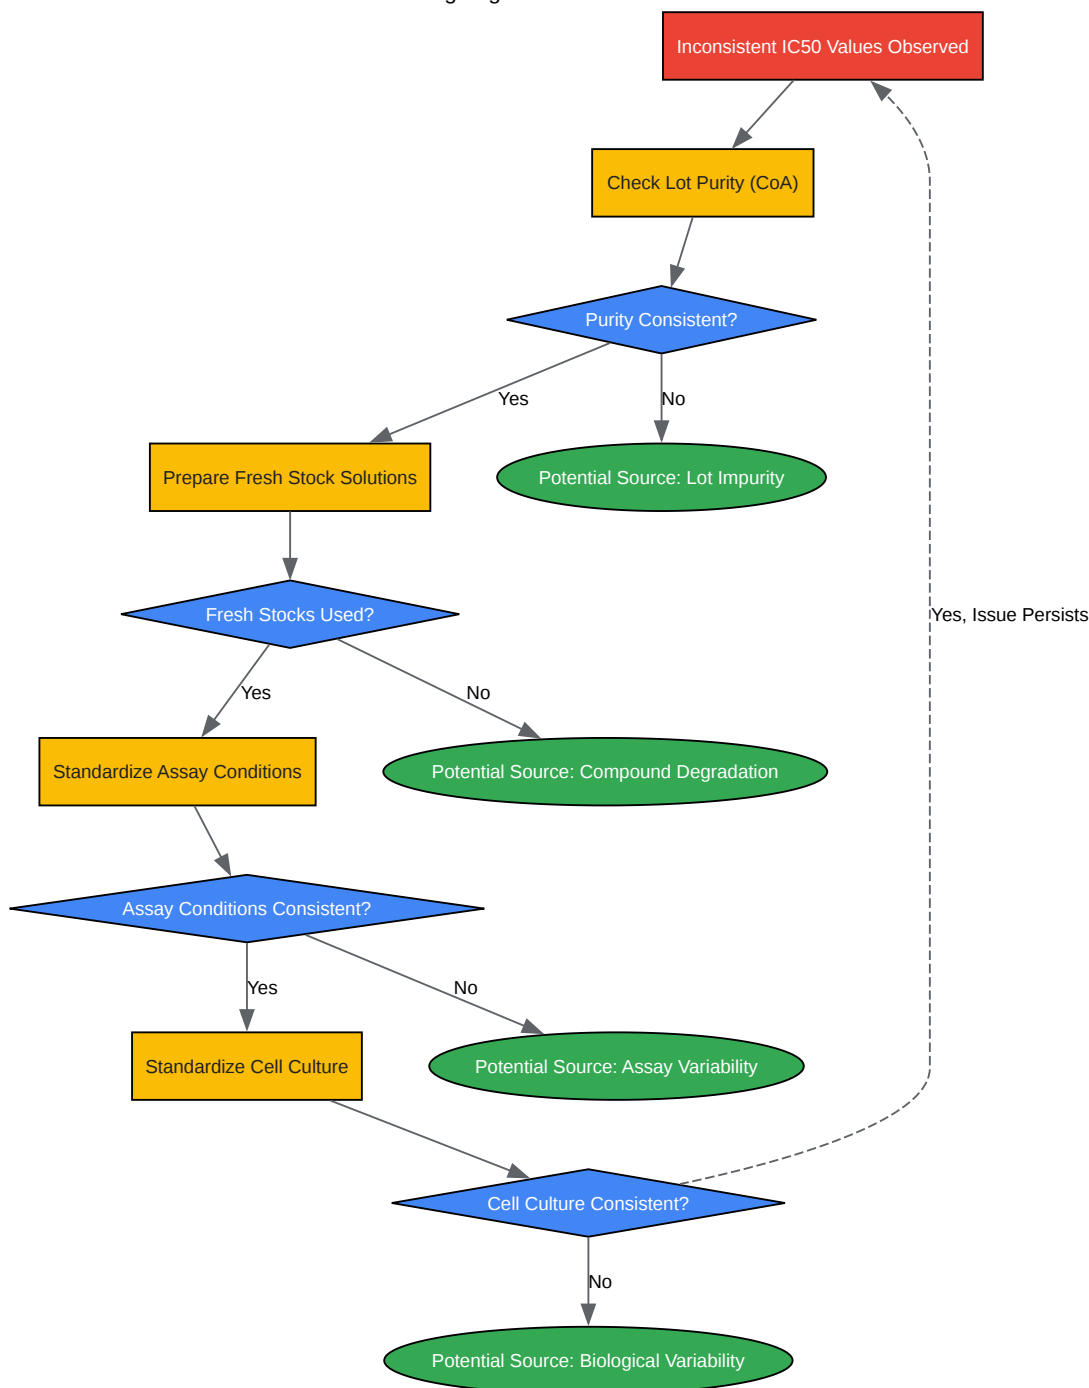 Inconsistent IC50 Values Observed
Check Lot Purity (CoA)
Purity Consistent?
Yes
No
Prepare Fresh Stock Solutions
Potential Source: Lot Impurity
Fresh Stocks Used?
Yes, Issue Persists
Yes
No
Standardize Assay Conditions
Potential Source: Compound Degradation
Assay Conditions Consistent?
Yes
No
Standardize Cell Culture
Potential Source: Assay Variability
Cell Culture Consistent?
No
Potential Source: Biological Variability